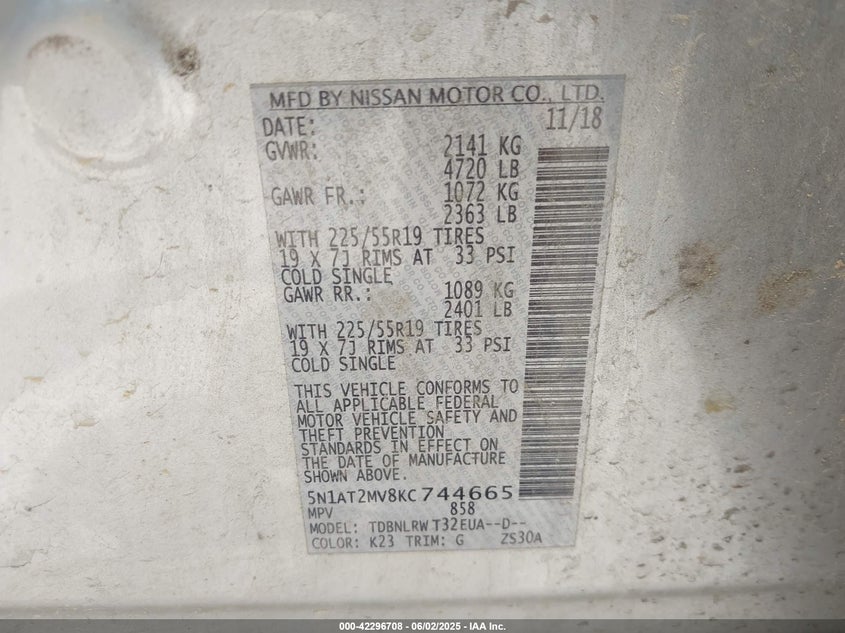 MFD BY NISSAN MOTOR CO., LTD.
DATE: 11/18
GVWR: 2141 KG
4720 LB
GAWR FR.: 1072 KG
2363 LB
WITH 225/55R19 TIRES
19 X 7J RIMS AT 33 PSI
COLD SINGLE
GAWR RR.: 1089 KG
2401 LB
WITH 225/55R19 TIRES
19 X 7J RIMS AT 33 PSI
COLD SINGLE
THIS VEHICLE CONFORMS TO
ALL APPLICABLE FEDERAL
MOTOR VEHICLE SAFETY AND
THEFT PREVENTION
STANDARDS IN EFFECT ON
THE DATE OF MANUFACTURE
SHOWN ABOVE.
5N1AT2MV8KC744665
MPV 858
MODEL: TDBNLRW T32EUA--D--
COLOR: K23 TRIM: G ZS30A
000-42296708 - 06/02/2025 - IAA Inc.